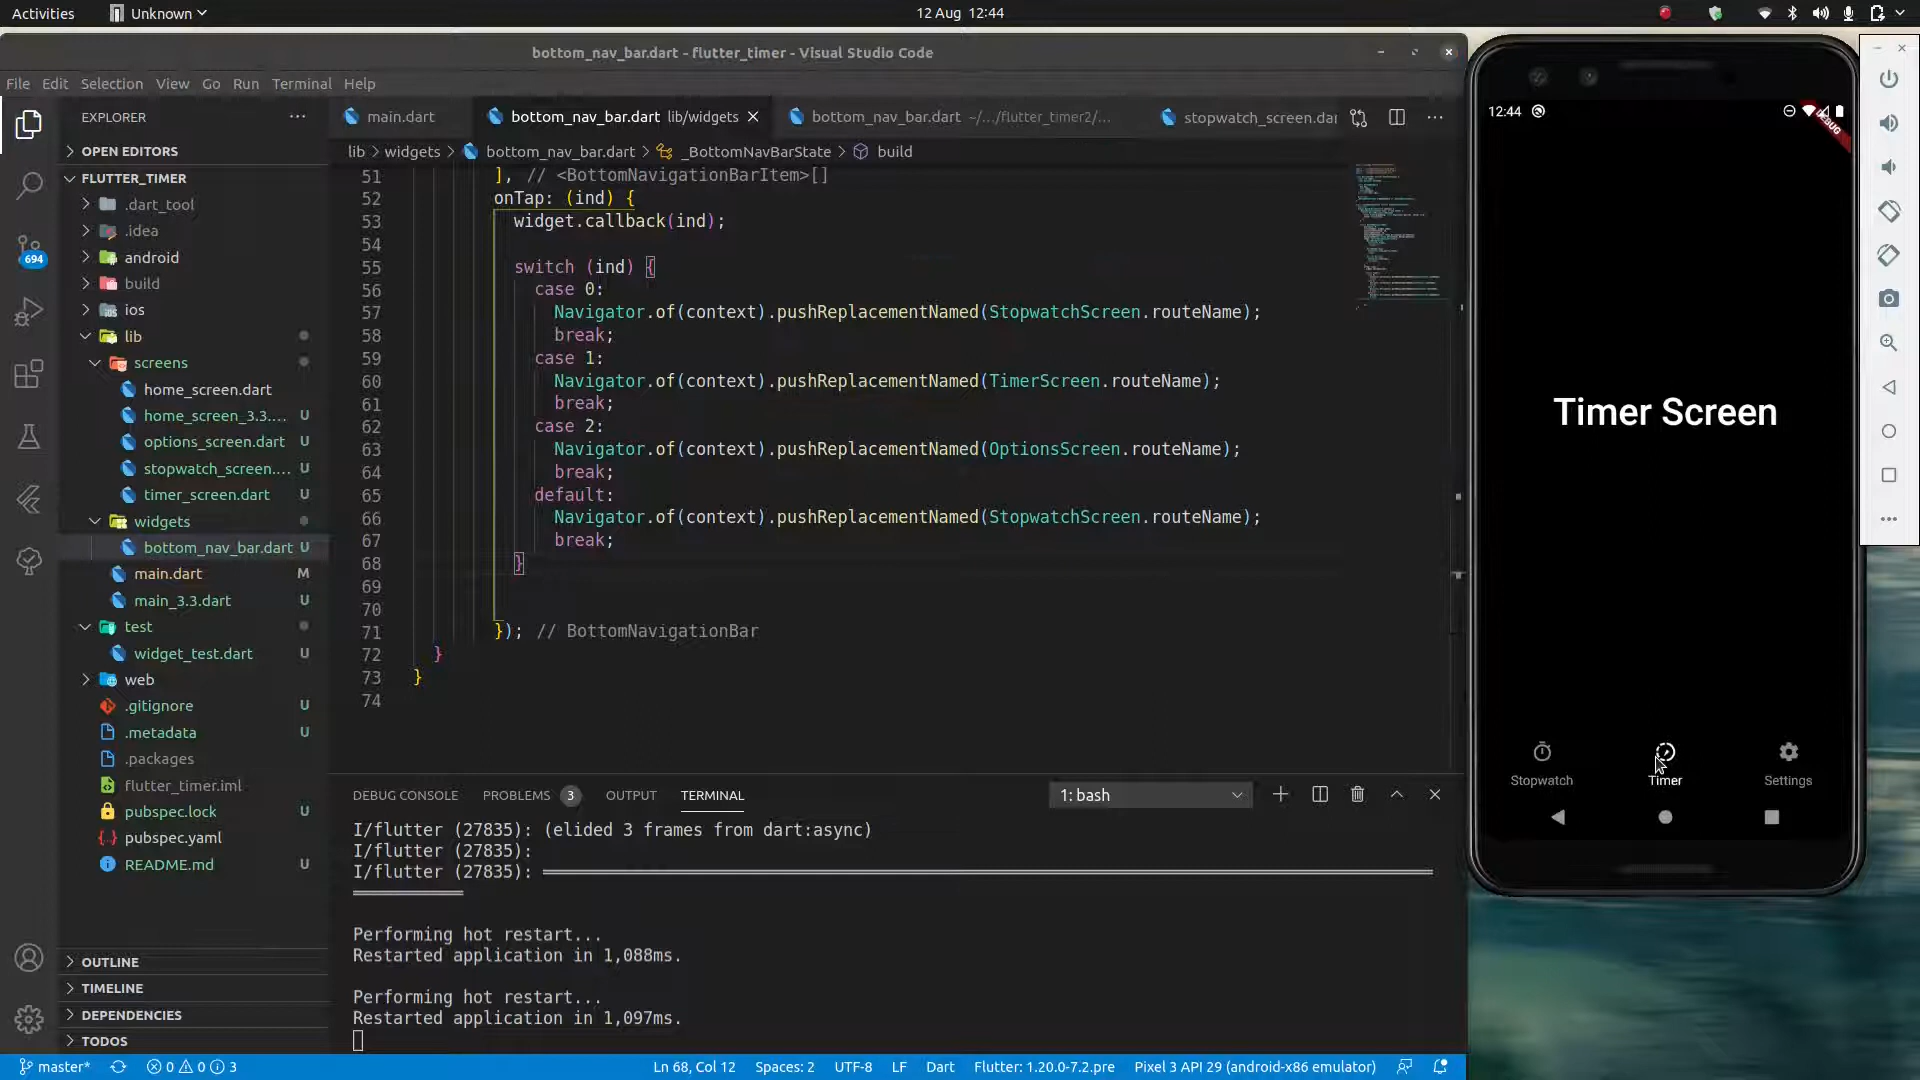 Activities
Unknown
12 Aug 12:44
bottom_nav_bar.dart - flutter_timer - Visual Studio Code
File Edit Selection View Go Run Terminal Help
EXPLORER
OPEN EDITORS
FLUTTER_TIMER
.dart_tool
.idea
694
android
build
ios
lib
screens
home_screen.dart
home_screen_3.3.... U
options_screen.dart U
stopwatch_screen.... U
timer_screen.dart U
widgets
bottom_nav_bar.dart U
main.dart M
main_3.3.dart U
test
widget_test.dart U
web
.gitignore U
.metadata U
.packages
flutter_timer.iml
pubspec.lock U
pubspec.yaml
README.md U
OUTLINE
TIMELINE
DEPENDENCIES
TODOS
main.dart
bottom_nav_bar.dart lib/widgets
bottom_nav_bar.dart ~/.../flutter_timer2/...
stopwatch_screen.dar
lib > widgets > bottom_nav_bar.dart > _BottomNavBarState > build
51 ], // <BottomNavigationBarItem>[]
52 onTap: (ind) {
53 widget.callback(ind);
54
55 switch (ind) {
56 case 0:
57 Navigator.of(context).pushReplacementNamed(StopwatchScreen.routeName);
58 break;
59 case 1:
60 Navigator.of(context).pushReplacementNamed(TimerScreen.routeName);
61 break;
62 case 2:
63 Navigator.of(context).pushReplacementNamed(OptionsScreen.routeName);
64 break;
65 default:
66 Navigator.of(context).pushReplacementNamed(StopwatchScreen.routeName);
67 break;
68 }
69
70
71 }); // BottomNavigationBar
72 }
73 }
74
DEBUG CONSOLE PROBLEMS 3 OUTPUT TERMINAL
1: bash
I/flutter (27835): (elided 3 frames from dart:async)
I/flutter (27835):
I/flutter (27835): ════════
Performing hot restart...
Restarted application in 1,088ms.
Performing hot restart...
Restarted application in 1,097ms.
master* 0 0 3
Ln 68, Col 12
Spaces: 2
UTF-8
LF
Dart
Flutter: 1.20.0-7.2.pre
Pixel 3 API 29 (android-x86 emulator)
12:44
DEBUG
Timer Screen
Stopwatch
Timer
Settings